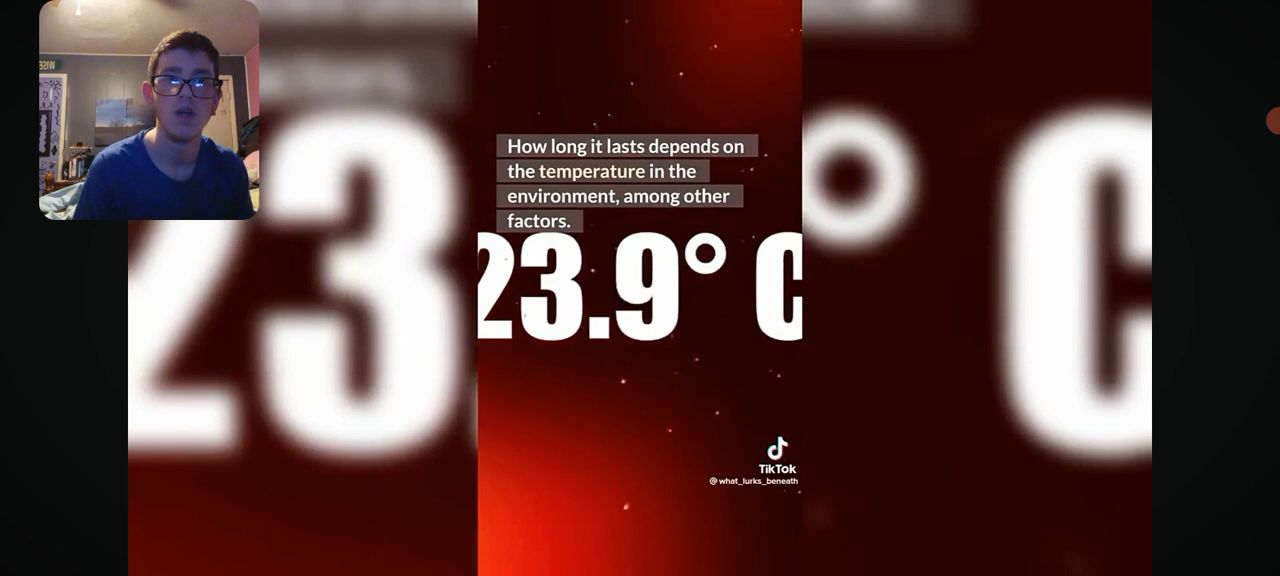 How long it lasts depends on
the temperature in the
environment, among other
factors.
23.9° C
TikTok
@what_lurks_beneath